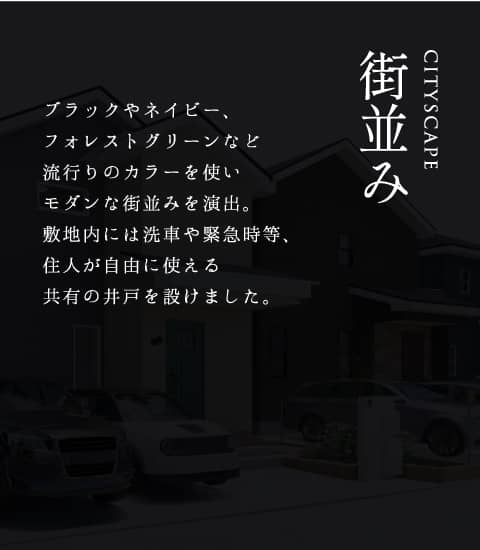 街並み
CITYSCAPE
ブラックやネイビー、
フォレストグリーンなど
流行りのカラーを使い
モダンな街並みを演出。
敷地内には洗車や緊急時等、
住人が自由に使える
共有の井戸を設けました。